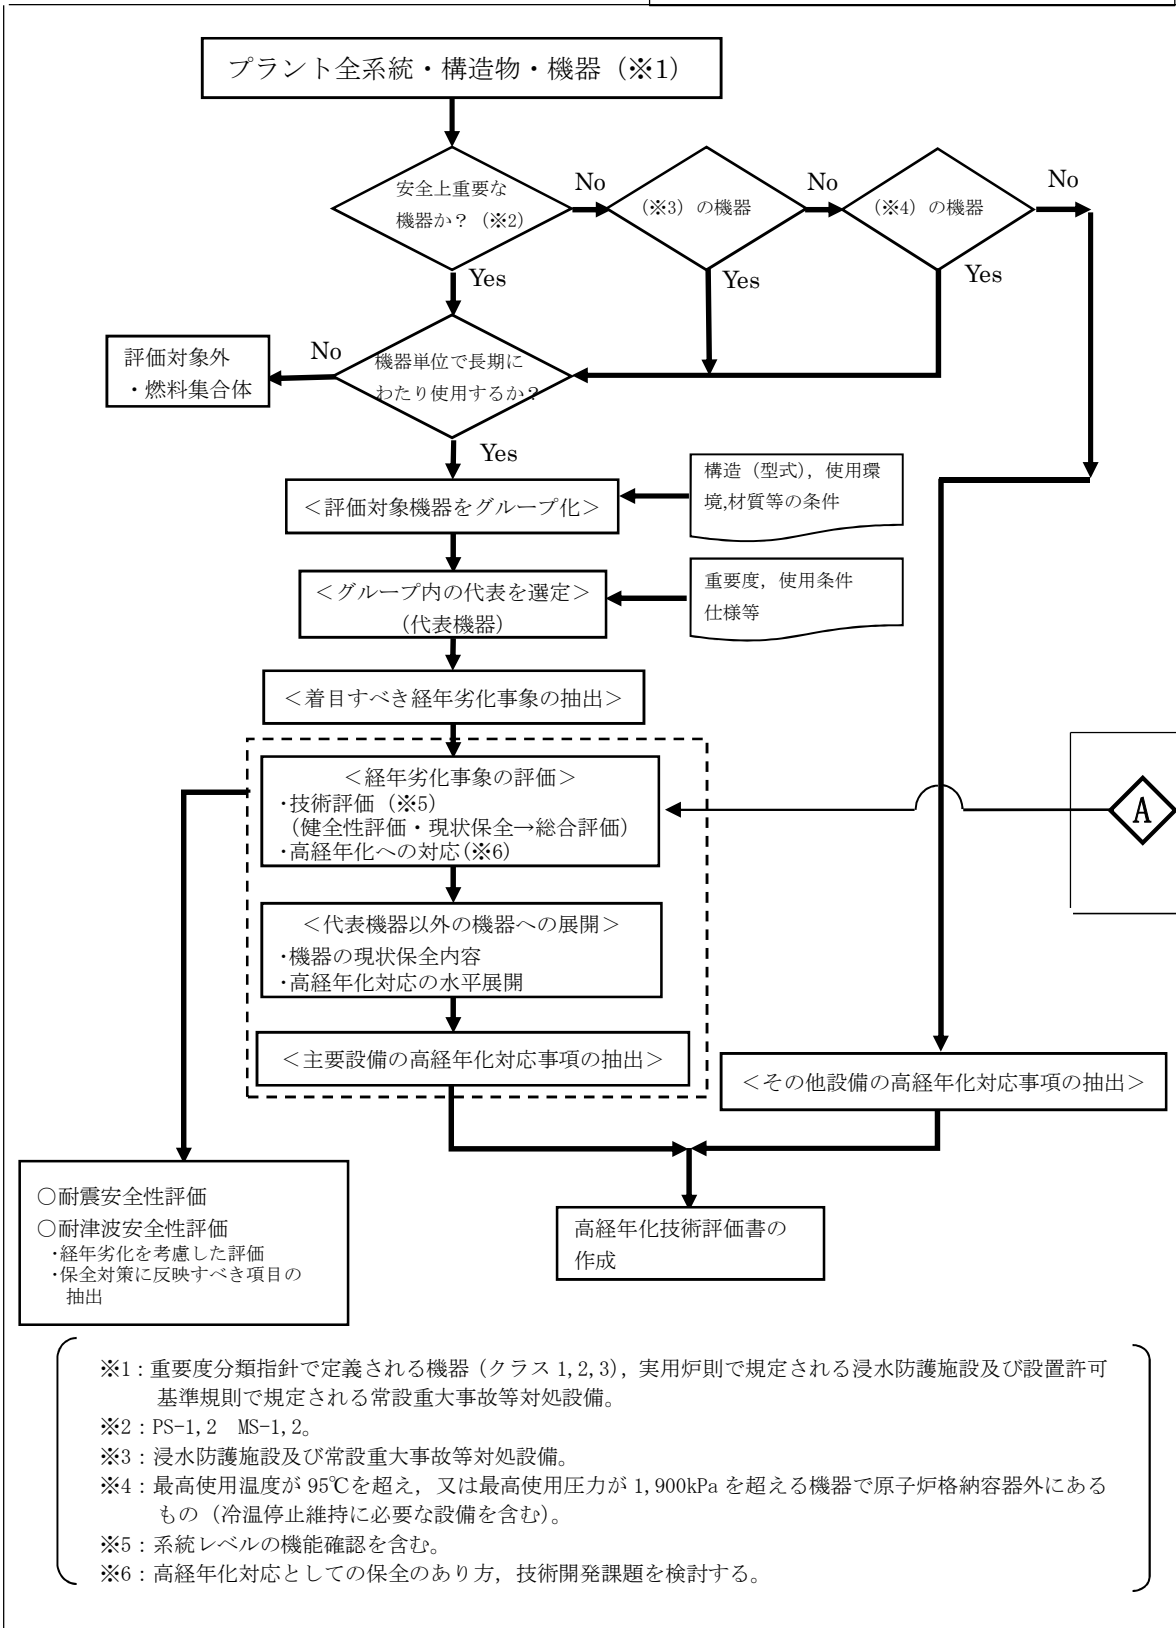 プラント全系統・構造物・機器（※1）
安全上重要な
機器か？（※2）
No
（※3）の機器
No
（※4）の機器
No
Yes
Yes
Yes
評価対象外
・燃料集合体
No
機器単位で長期に
わたり使用するか？
Yes
＜評価対象機器をグループ化＞
構造（型式），使用環
境,材質等の条件
＜グループ内の代表を選定＞
（代表機器）
重要度，使用条件
仕様等
＜着目すべき経年劣化事象の抽出＞
＜経年劣化事象の評価＞
・技術評価（※5）
（健全性評価・現状保全→総合評価）
・高経年化への対応(※6)
A
＜代表機器以外の機器への展開＞
・機器の現状保全内容
・高経年化対応の水平展開
＜主要設備の高経年化対応事項の抽出＞
＜その他設備の高経年化対応事項の抽出＞
○耐震安全性評価
○耐津波安全性評価
・経年劣化を考慮した評価
・保全対策に反映すべき項目の
抽出
高経年化技術評価書の
作成
※1：重要度分類指針で定義される機器（クラス 1,2,3），実用炉則で規定される浸水防護施設及び設置許可
基準規則で規定される常設重大事故等対処設備。
※2：PS-1,2　MS-1,2。
※3：浸水防護施設及び常設重大事故等対処設備。
※4：最高使用温度が 95℃を超え，又は最高使用圧力が 1,900kPa を超える機器で原子炉格納容器外にある
もの（冷温停止維持に必要な設備を含む）。
※5：系統レベルの機能確認を含む。
※6：高経年化対応としての保全のあり方，技術開発課題を検討する。